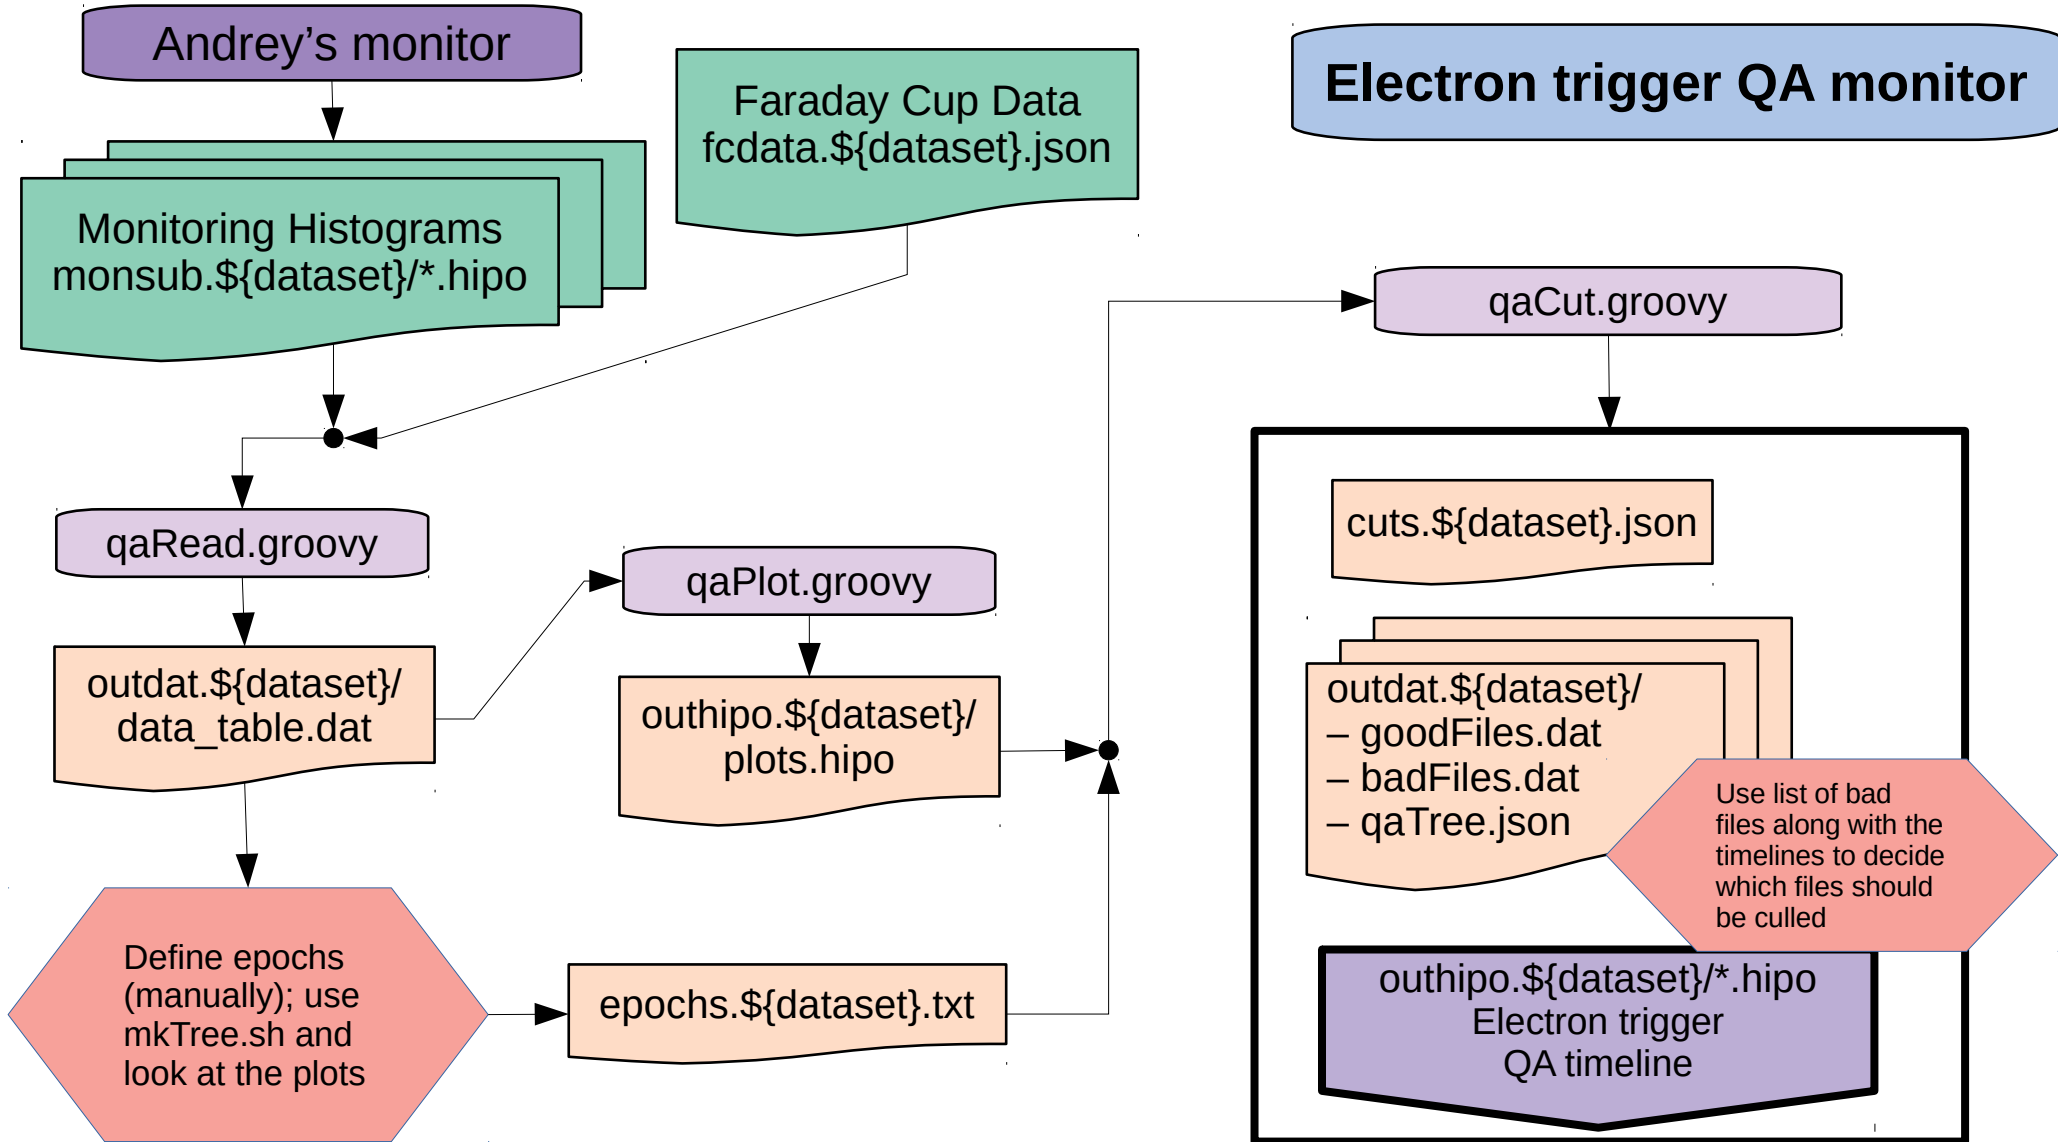 Andrey’s monitor
Faraday Cup Data
fcdata.${dataset}.json
Electron trigger QA monitor
Monitoring Histograms
monsub.${dataset}/*.hipo
qaCut.groovy
qaRead.groovy
qaPlot.groovy
cuts.${dataset}.json
outdat.${dataset}/
data_table.dat
outhipo.${dataset}/
plots.hipo
outdat.${dataset}/
– goodFiles.dat
– badFiles.dat
– qaTree.json
Use list of bad
files along with the
timelines to decide
which files should
be culled
Define epochs
(manually); use
mkTree.sh and
look at the plots
epochs.${dataset}.txt
outhipo.${dataset}/*.hipo
Electron trigger
QA timeline